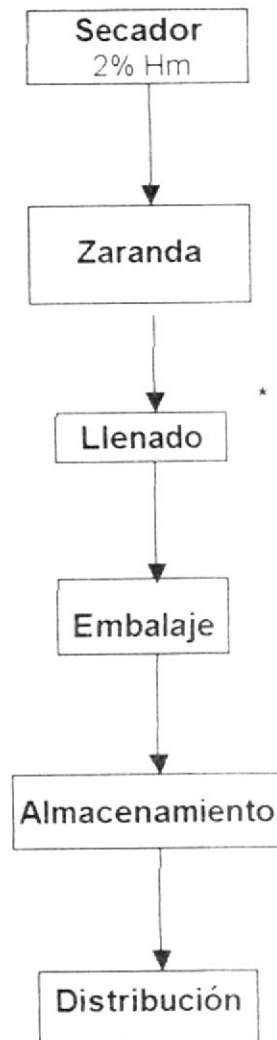 Secador
2% Hm
Zaranda
*
Llenado
Embalaje
Almacenamiento
Distribución